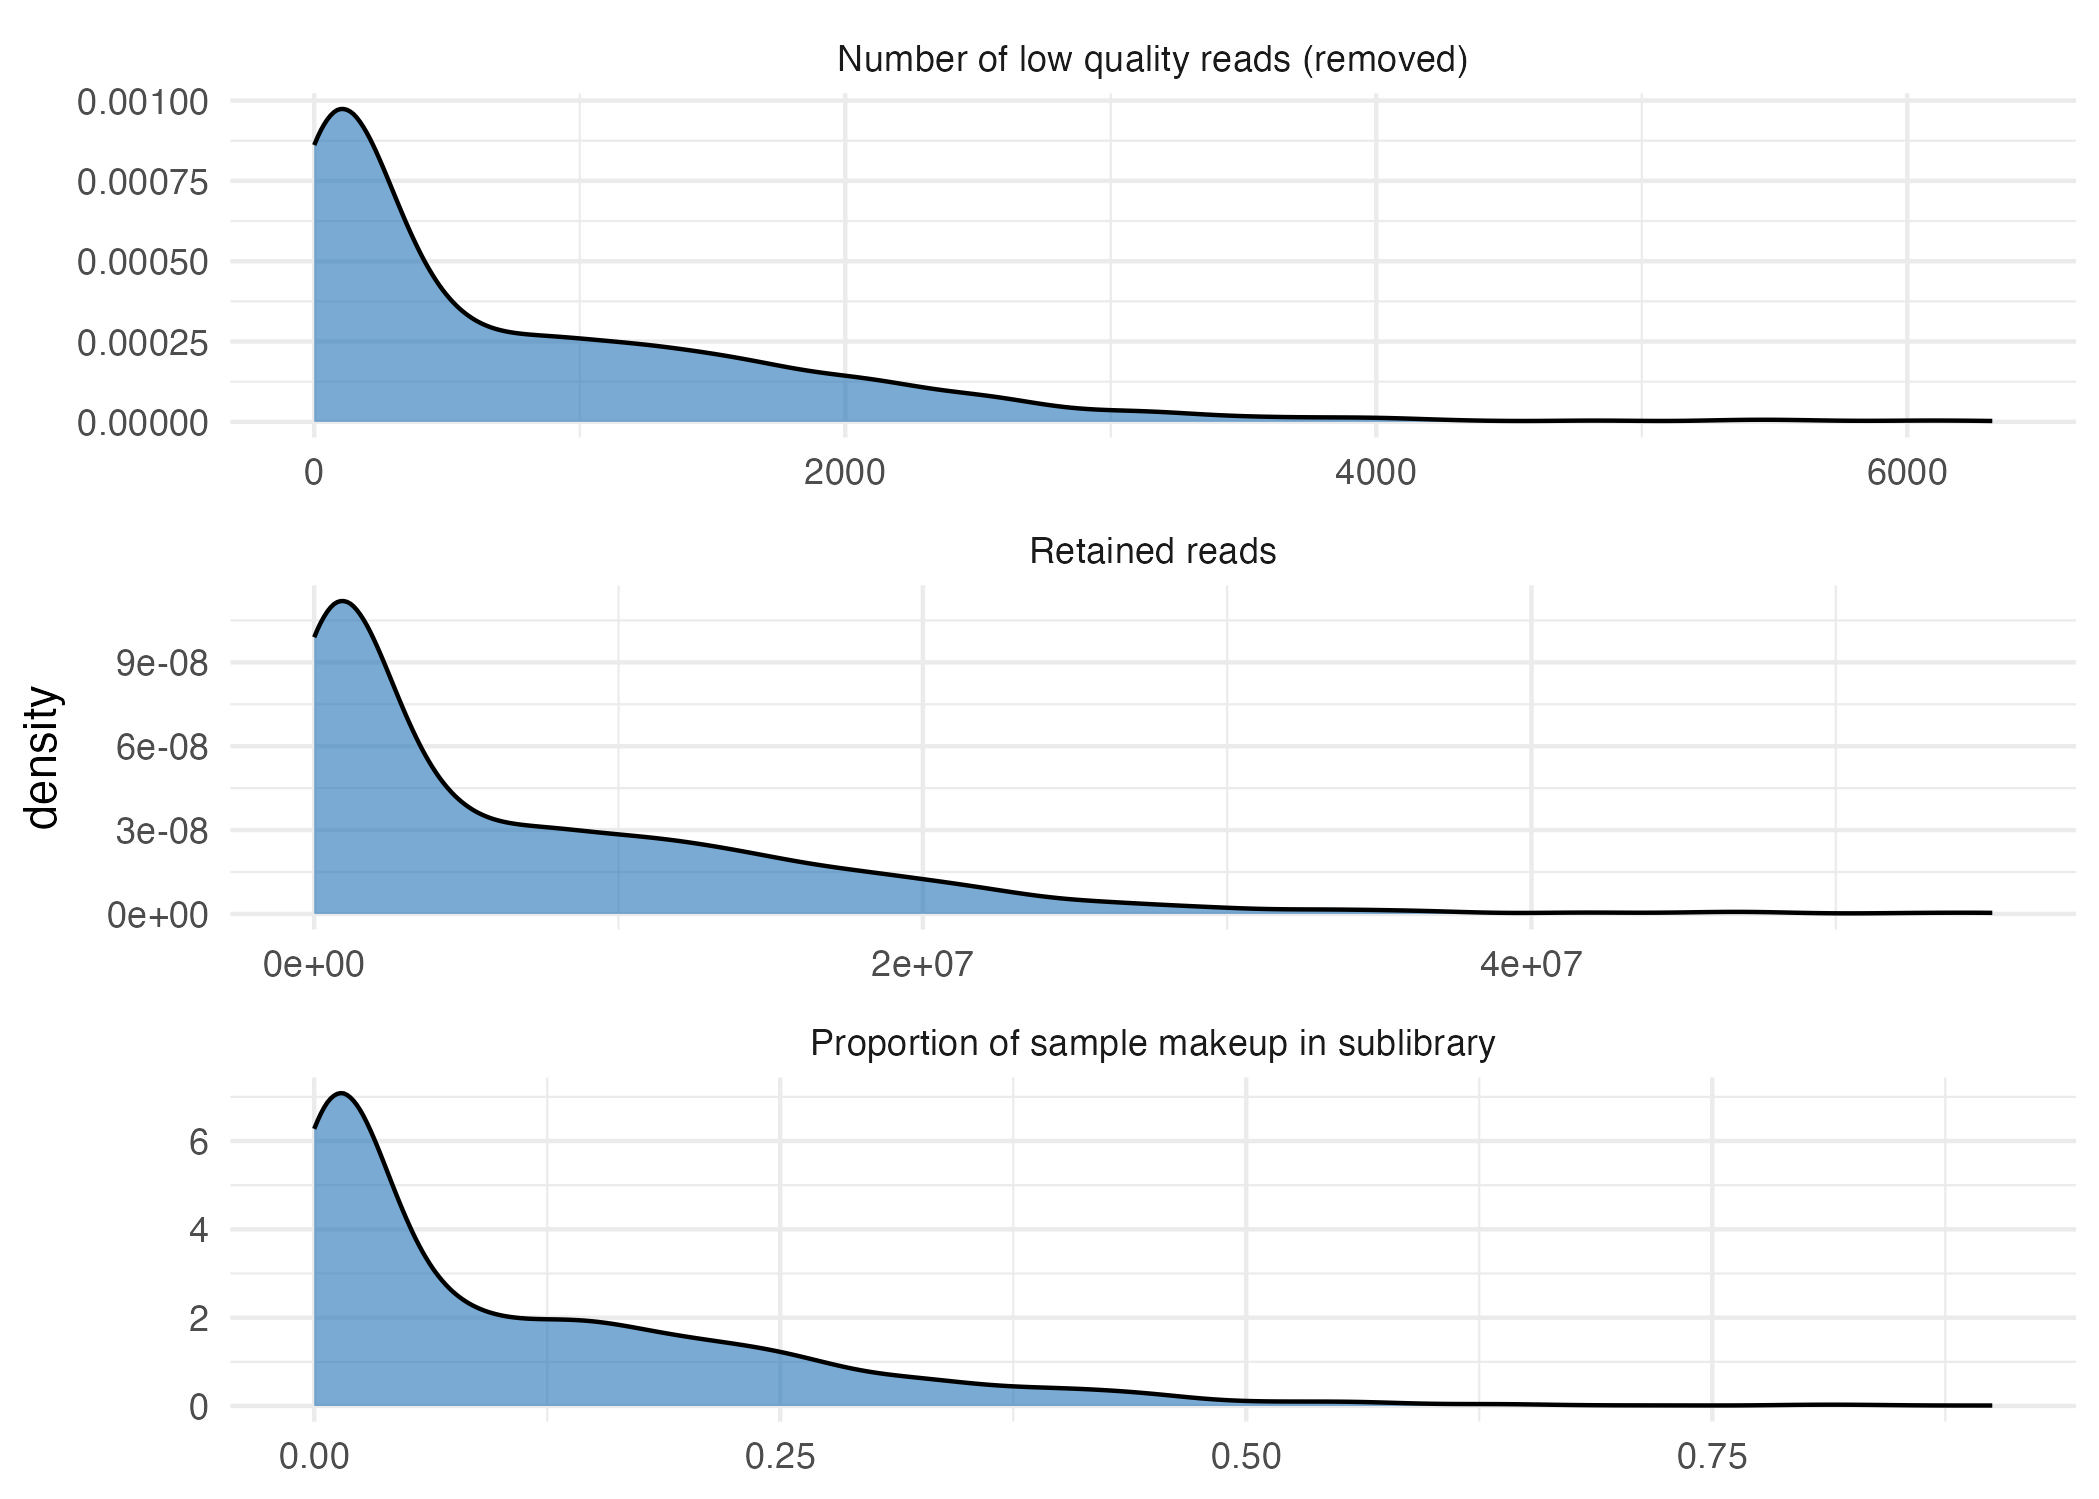 Number of low quality reads (removed)
0.00100
0.00075
0.00050
0.00025
0.00000
0 2000 4000 6000
Retained reads
9e-08
6e-08
3e-08
0e+00
0e+00 2e+07 4e+07
density
Proportion of sample makeup in sublibrary
6
4
2
0
0.00 0.25 0.50 0.75